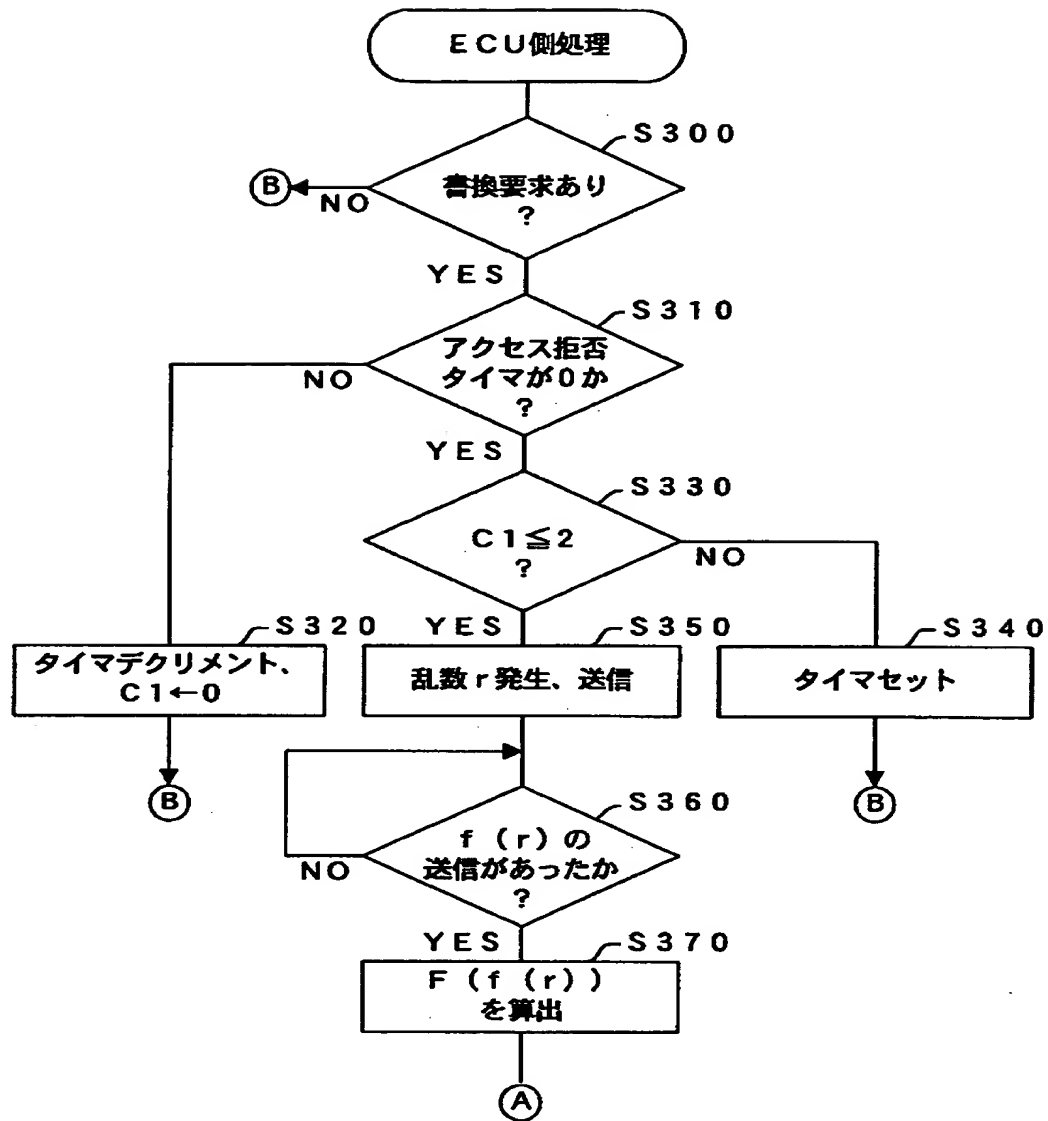 ECU側処理
S300
書換要求あり
?
B
NO
YES
S310
アクセス拒否
タイマが0か
?
NO
YES
S330
C1≦2
?
NO
YES
S320
タイマデクリメント、
C1←0
S350
乱数r発生、送信
S340
タイマセット
B
B
S360
f(r)の
送信があったか
?
NO
YES
S370
F(f(r))
を算出
A